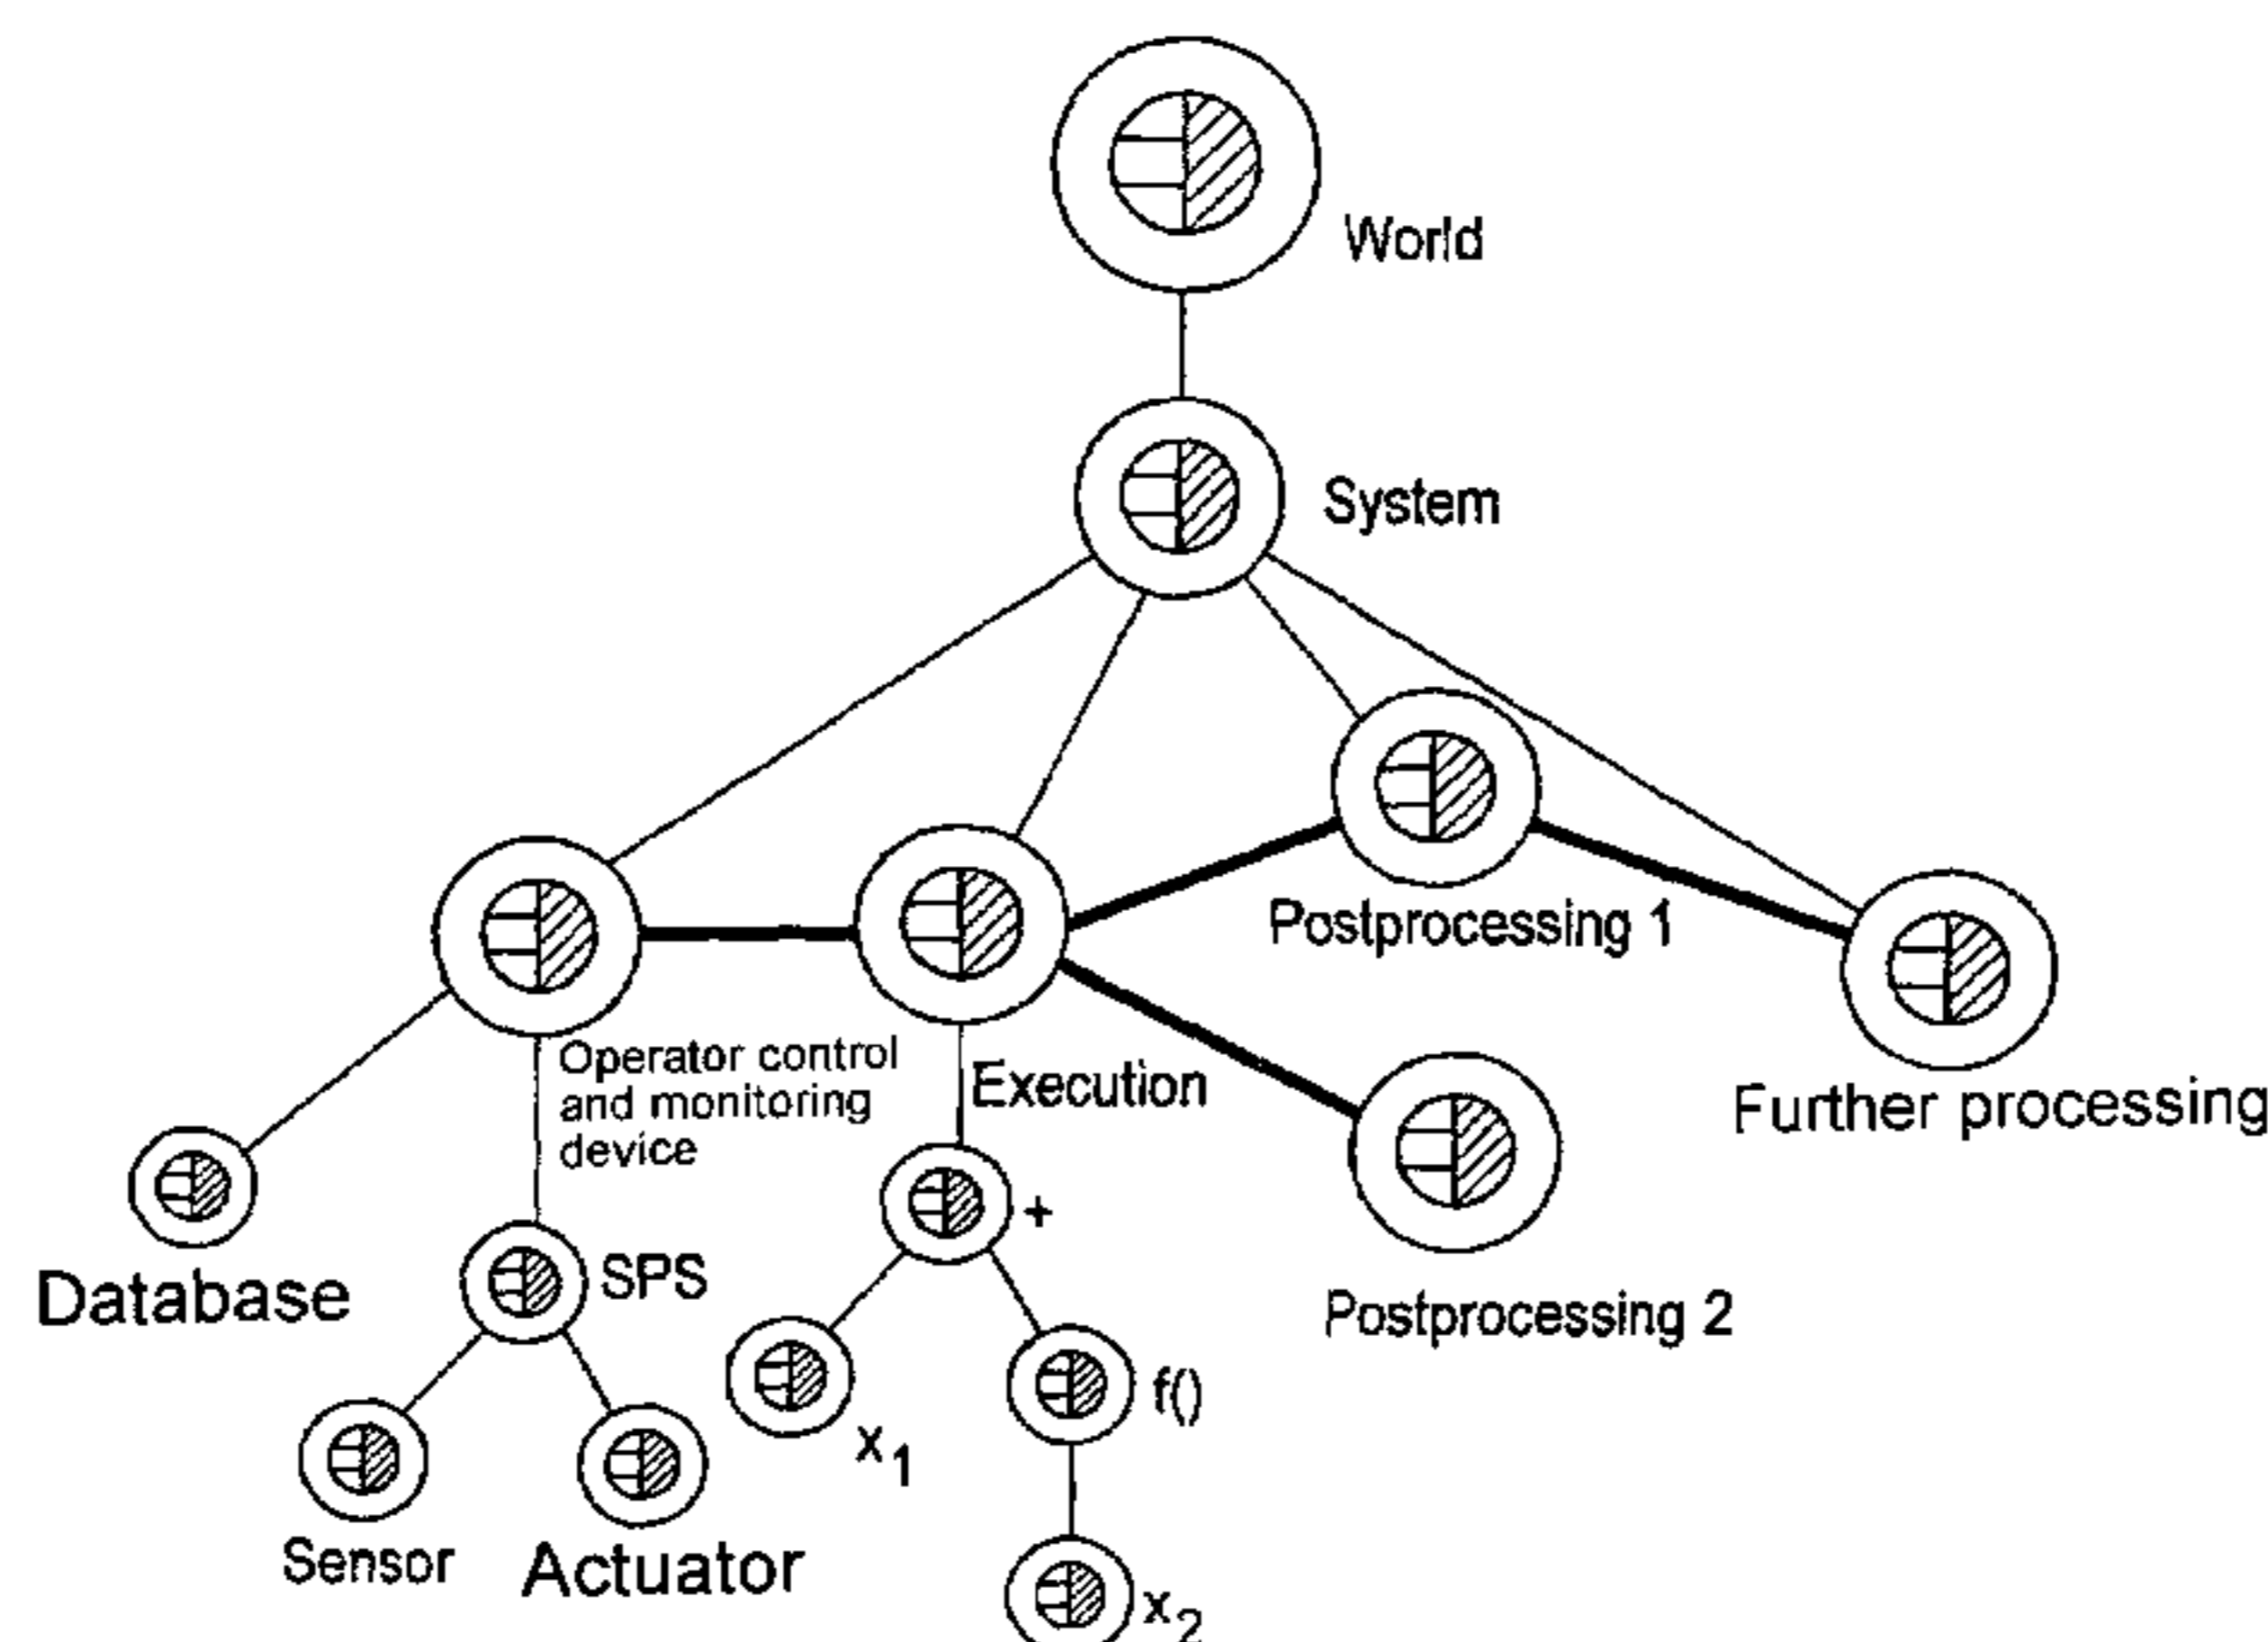 World
System
Postprocessing 1
Operator control
and monitoring
device
Execution
Further processing
+
Database
SPS
Postprocessing 2
f()
x1
Sensor
Actuator
x2